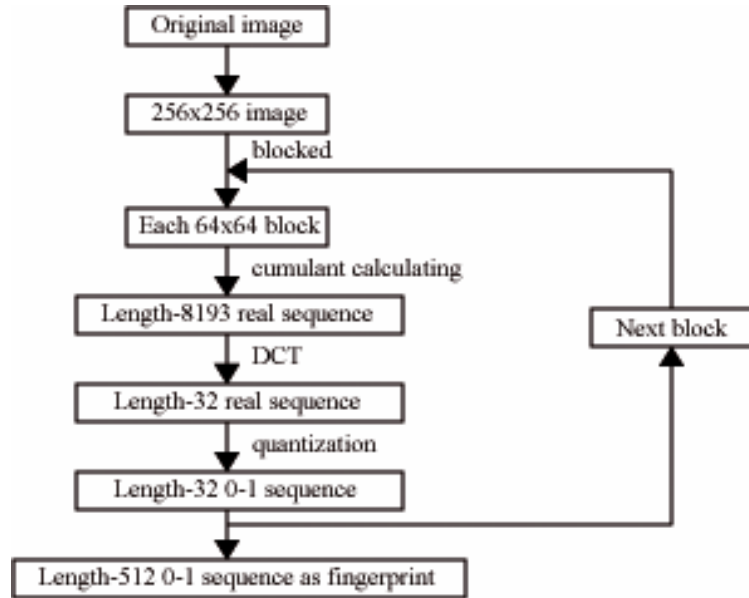 Original image
256x256 image
blocked
Each 64x64 block
cumulant calculating
Length-8193 real sequence
Next block
DCT
Length-32 real sequence
quantization
Length-32 0-1 sequence
Length-512 0-1 sequence as fingerprint